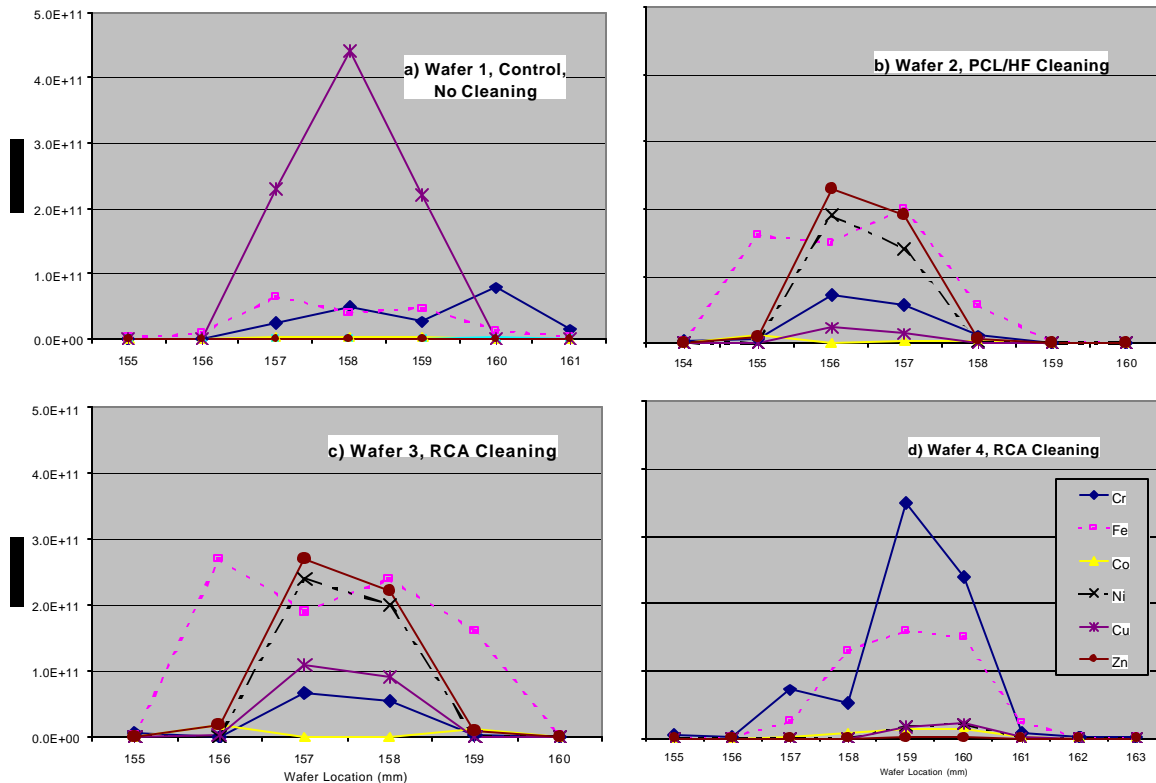 5.0E+11
4.0E+11
3.0E+11
2.0E+11
1.0E+11
0.0E+00
a) Wafer 1, Control,
No Cleaning
155 156 157 158 159 160 161
b) Wafer 2, PCL/HF Cleaning
154 155 156 157 158 159 160
5.0E+11
4.0E+11
3.0E+11
2.0E+11
1.0E+11
0.0E+00
c) Wafer 3, RCA Cleaning
155 156 157 158 159 160
Wafer Location (mm)
d) Wafer 4, RCA Cleaning
Cr
Fe
Co
Ni
Cu
Zn
155 156 157 158 159 160 161 162 163
Wafer Location (mm)